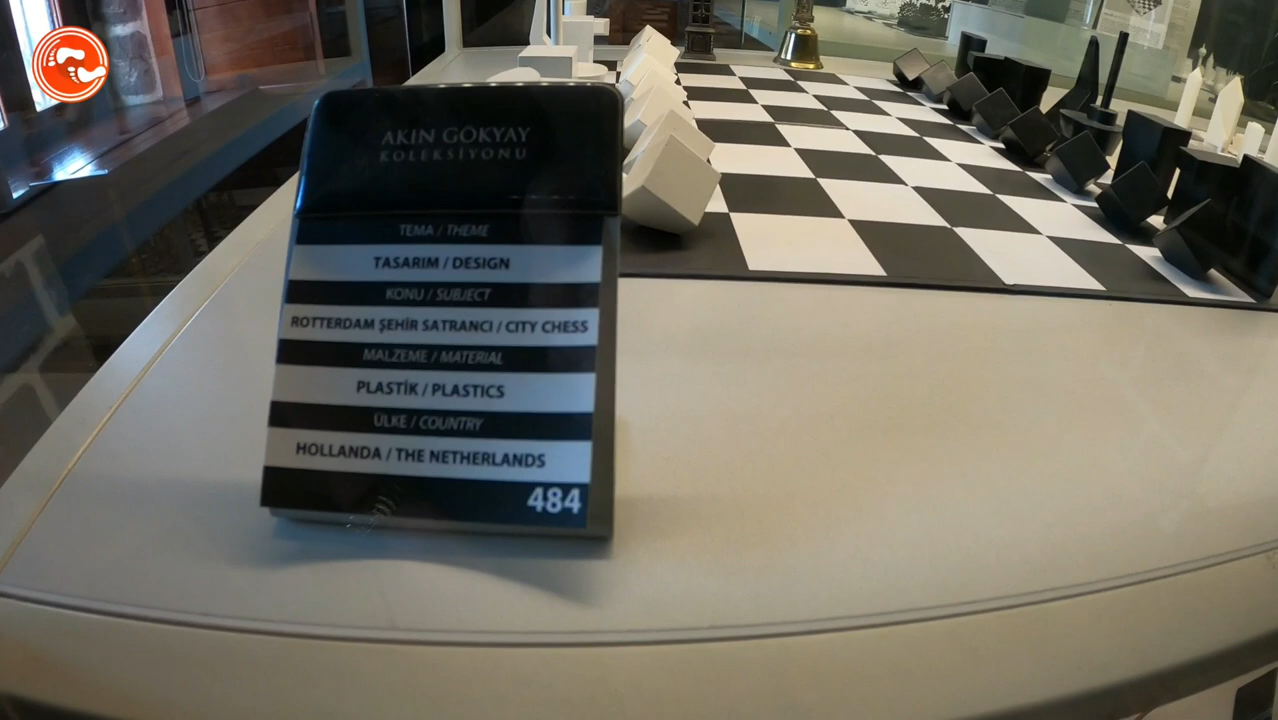 AKIN GÖKYAY
KOLEKSİYONU
TEMA / THEME
TASARIM / DESIGN
KONU / SUBJECT
ROTTERDAM ŞEHİR SATRANCI / CITY CHESS
MALZEME / MATERIAL
PLASTİK / PLASTICS
ÜLKE / COUNTRY
HOLLANDA / THE NETHERLANDS
484